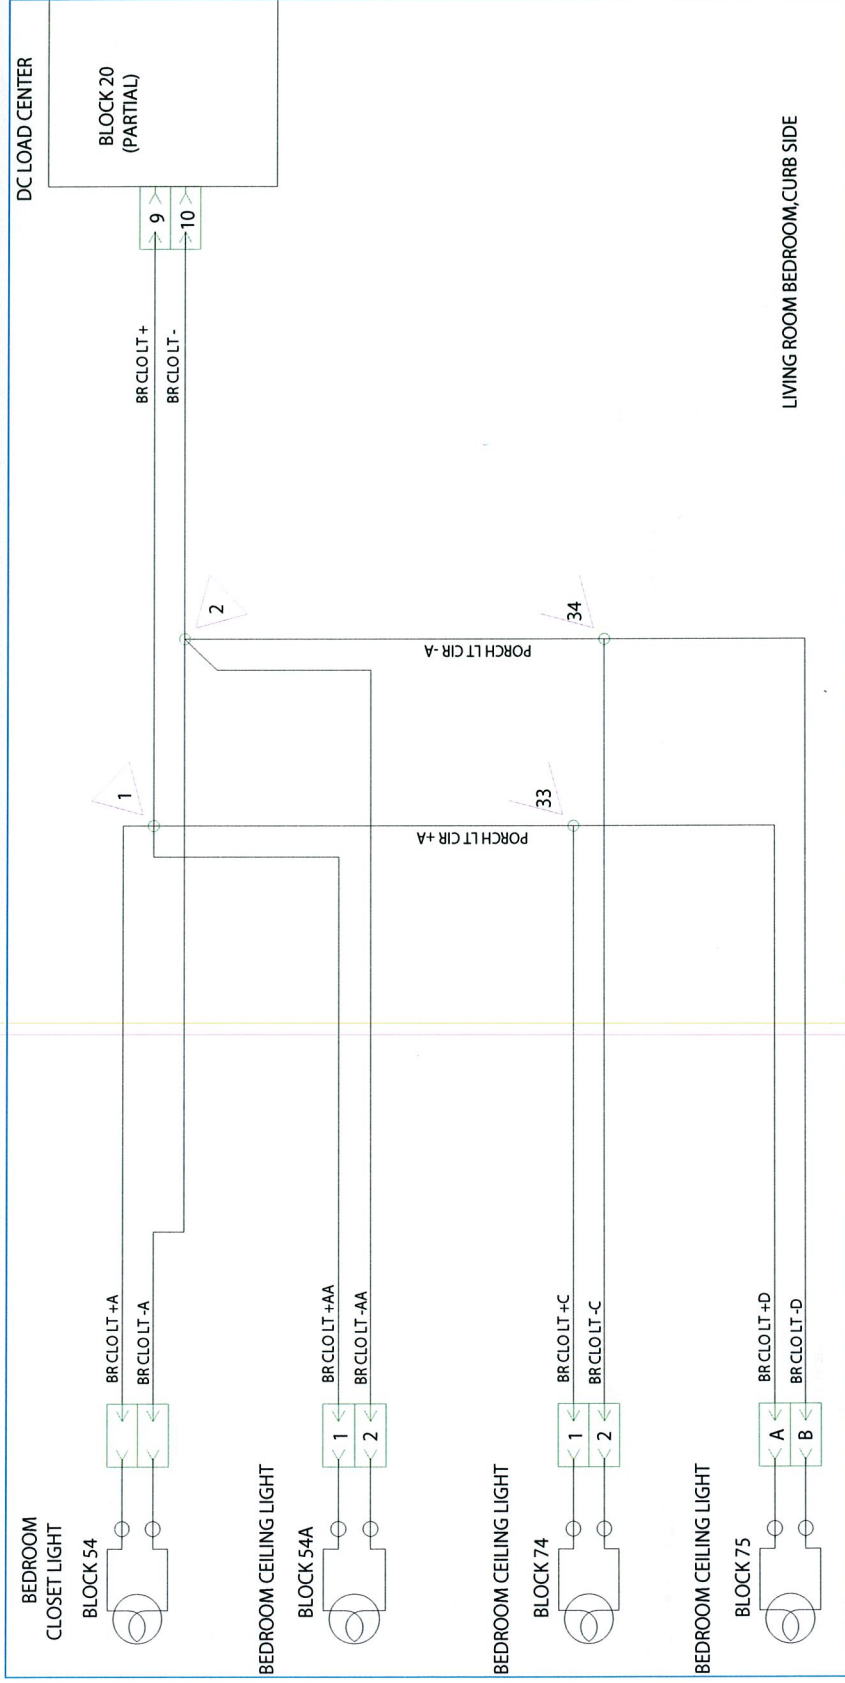 BEDROOM
CLOSET LIGHT
BLOCK 54
BR CLO LT +A
BR CLO LT -A
1
2
BR CLO LT +
BR CLO LT -
9
10
DC LOAD CENTER
BLOCK 20
(PARTIAL)
BEDROOM CEILING LIGHT
BLOCK 54A
1
2
BR CLO LT +AA
BR CLO LT -AA
PORCH LT CIR +A
PORCH LT CIR -A
BEDROOM CEILING LIGHT
BLOCK 74
1
2
BR CLO LT +C
BR CLO LT -C
33
34
BEDROOM CEILING LIGHT
BLOCK 75
A
B
BR CLO LT +D
BR CLO LT -D
LIVING ROOM BEDROOM,CURB SIDE